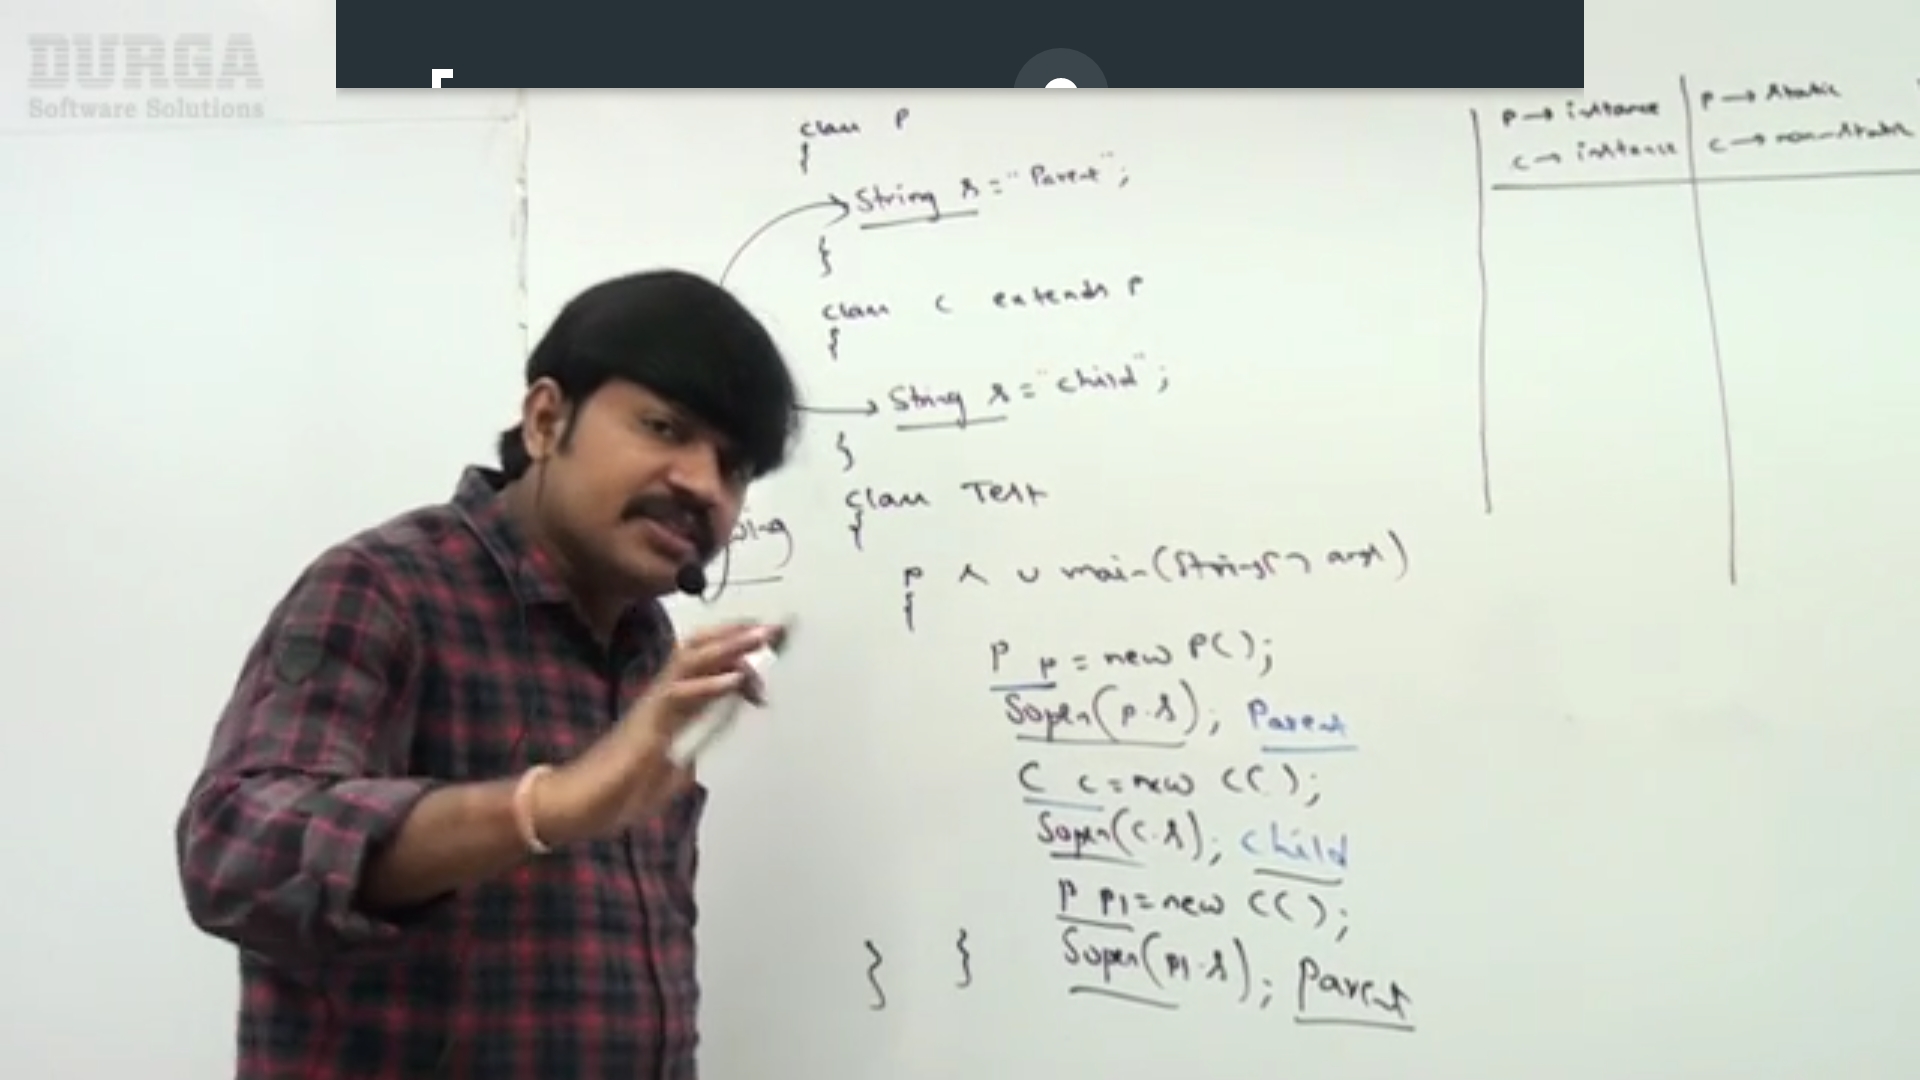 DURGA
Software Solutions
class P
{
String s = "Parent";
}
class C extends P
{
String s = "child";
}
class Test
{
P s v main(String[] args)
{
P p = new P();
Sopln(p.s); Parent
C c = new C();
Sopln(c.s); child
P p1 = new C();
Sopln(p1.s); Parent
} }
P → instance
C → instance
P → static
C → non-static